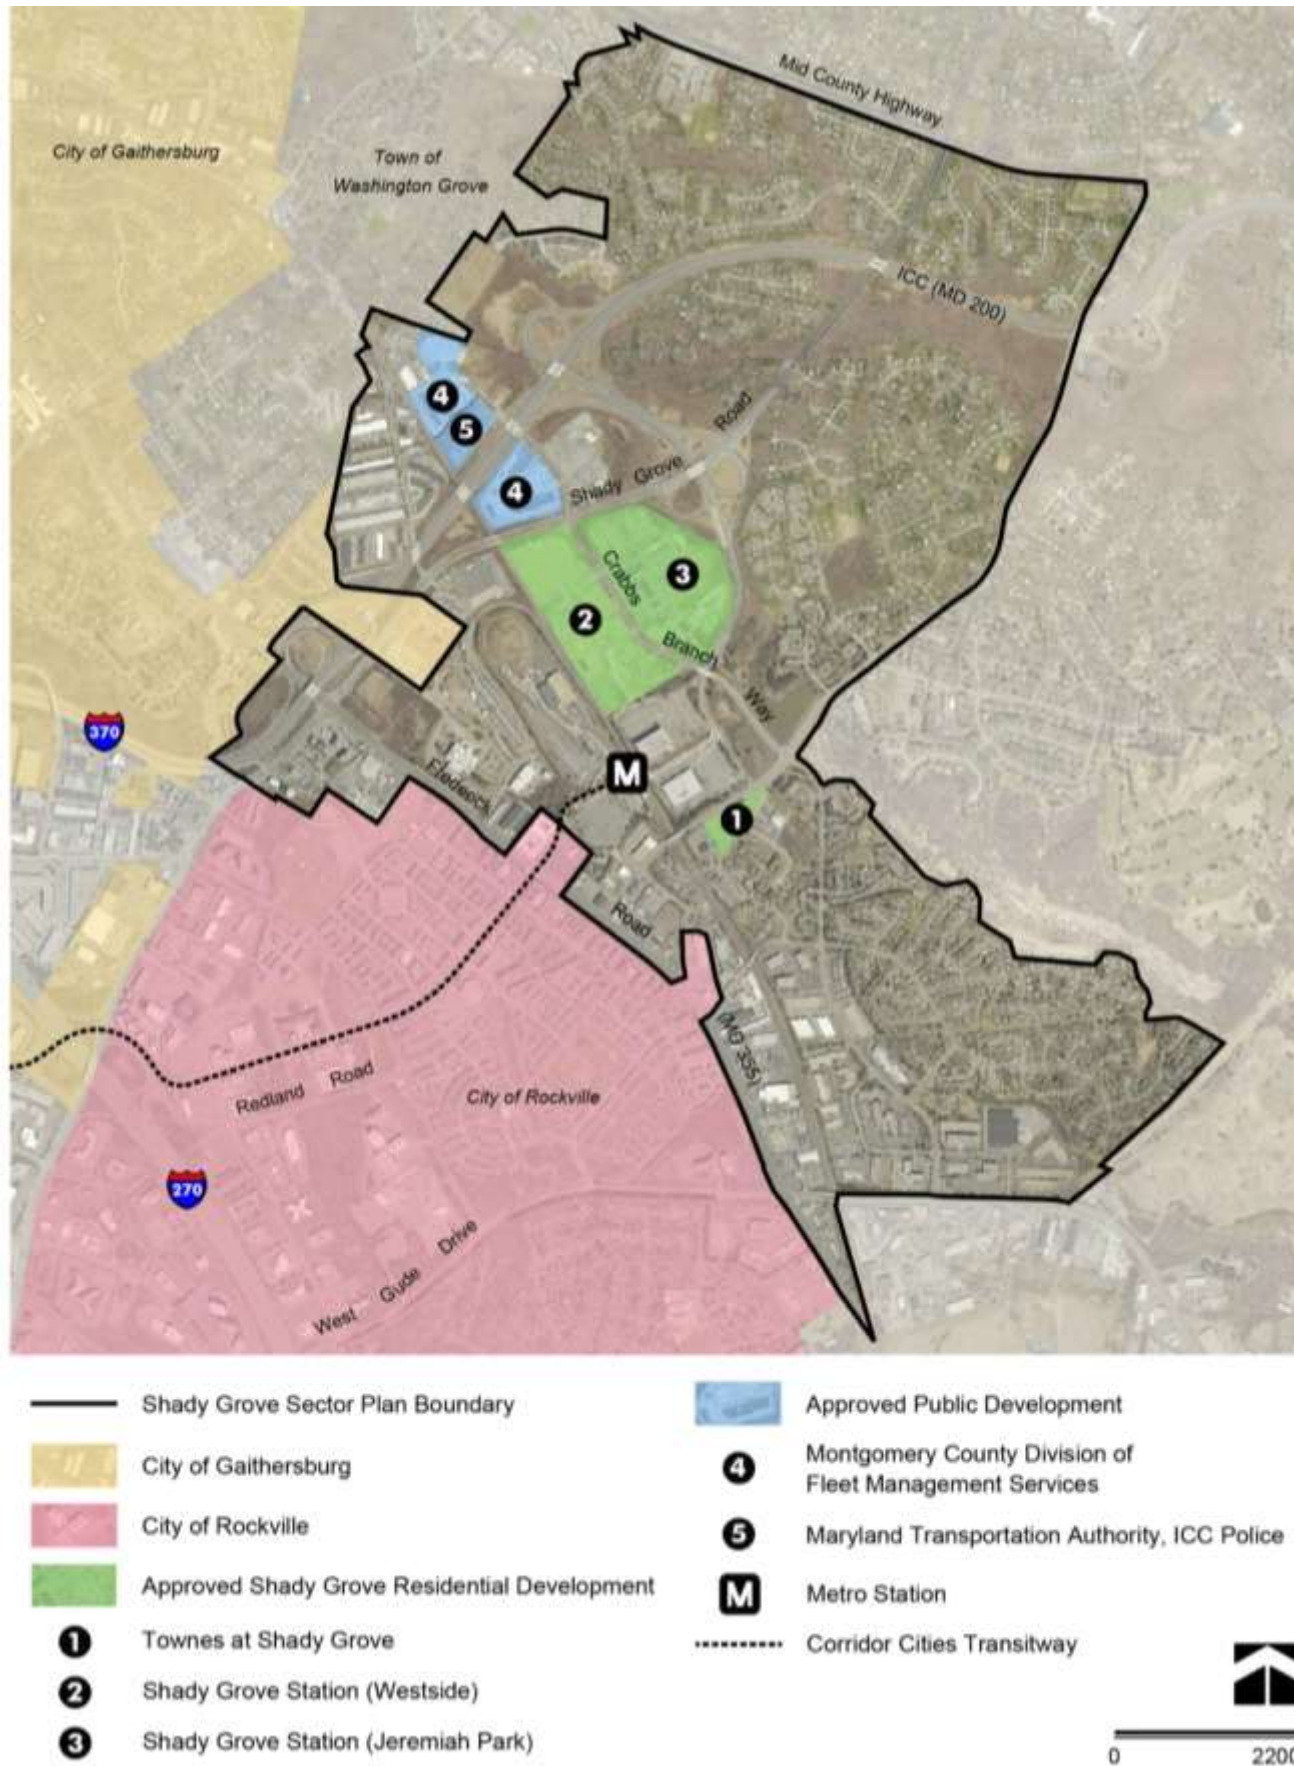 Mid County Highway
City of Gaithersburg
Town of
Washington Grove
ICC (MD 200)
4
5
Road
4
Shady Grove
Crabbs
3
2
Branch
Way
370
M
1
Road
(MD 355)
Redland Road
City of Rockville
270
West Gude Drive
Shady Grove Sector Plan Boundary
City of Gaithersburg
City of Rockville
Approved Shady Grove Residential Development
1 Townes at Shady Grove
2 Shady Grove Station (Westside)
3 Shady Grove Station (Jeremiah Park)
Approved Public Development
4 Montgomery County Division of
Fleet Management Services
5 Maryland Transportation Authority, ICC Police
M Metro Station
Corridor Cities Transitway
0 2200